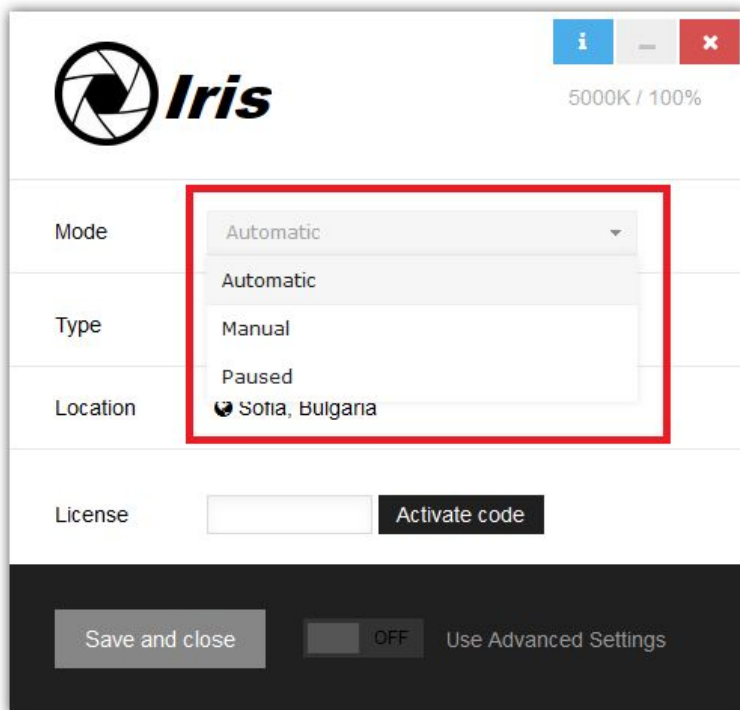 i
Iris
5000K / 100%
Mode
Automatic
Automatic
Manual
Type
Paused
Location
Sofia, Bulgaria
License
Activate code
Save and close
OFF
Use Advanced Settings